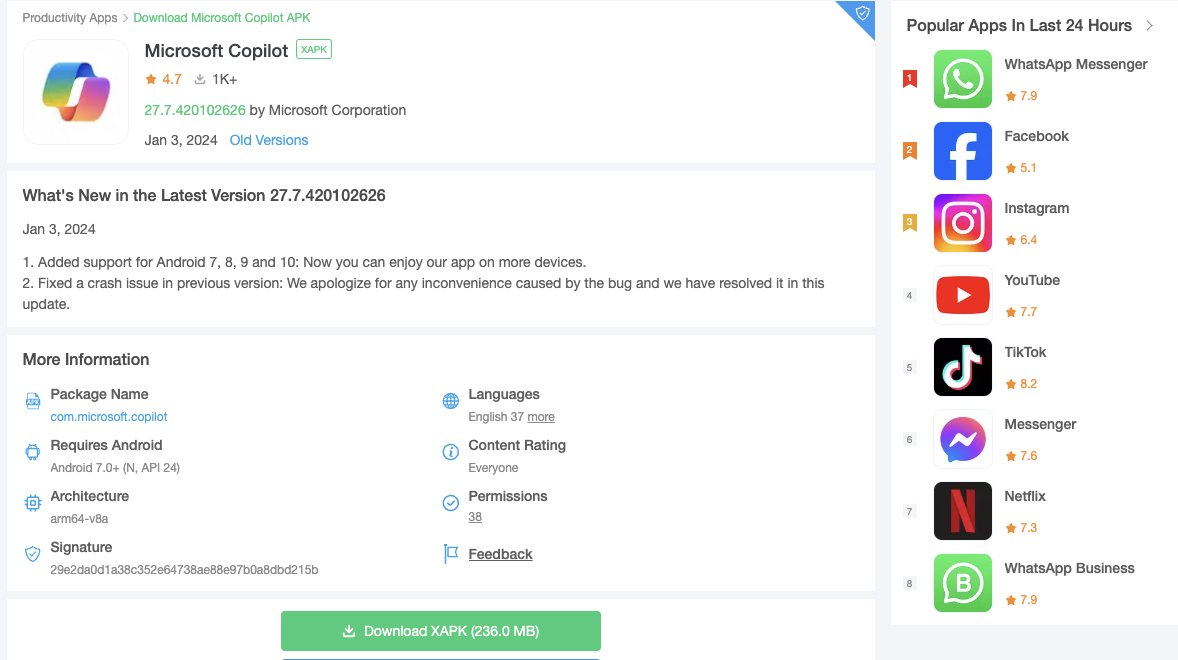 Productivity Apps > Download Microsoft Copilot APK
Microsoft Copilot XAPK
4.7 1K+
27.7.420102626 by Microsoft Corporation
Jan 3, 2024 Old Versions
What's New in the Latest Version 27.7.420102626
Jan 3, 2024
1. Added support for Android 7, 8, 9 and 10: Now you can enjoy our app on more devices.
2. Fixed a crash issue in previous version: We apologize for any inconvenience caused by the bug and we have resolved it in this
update.
More Information
Package Name
com.microsoft.copilot
Languages
English 37 more
Requires Android
Android 7.0+ (N, API 24)
Content Rating
Everyone
Architecture
arm64-v8a
Permissions
38
Signature
29e2da0d1a38c352e64738ae88e97b0a8dbd215b
Feedback
Download XAPK (236.0 MB)
Popular Apps In Last 24 Hours
1 WhatsApp Messenger
7.9
2 Facebook
5.1
3 Instagram
6.4
4 YouTube
7.7
5 TikTok
8.2
6 Messenger
7.6
7 Netflix
7.3
8 WhatsApp Business
7.9